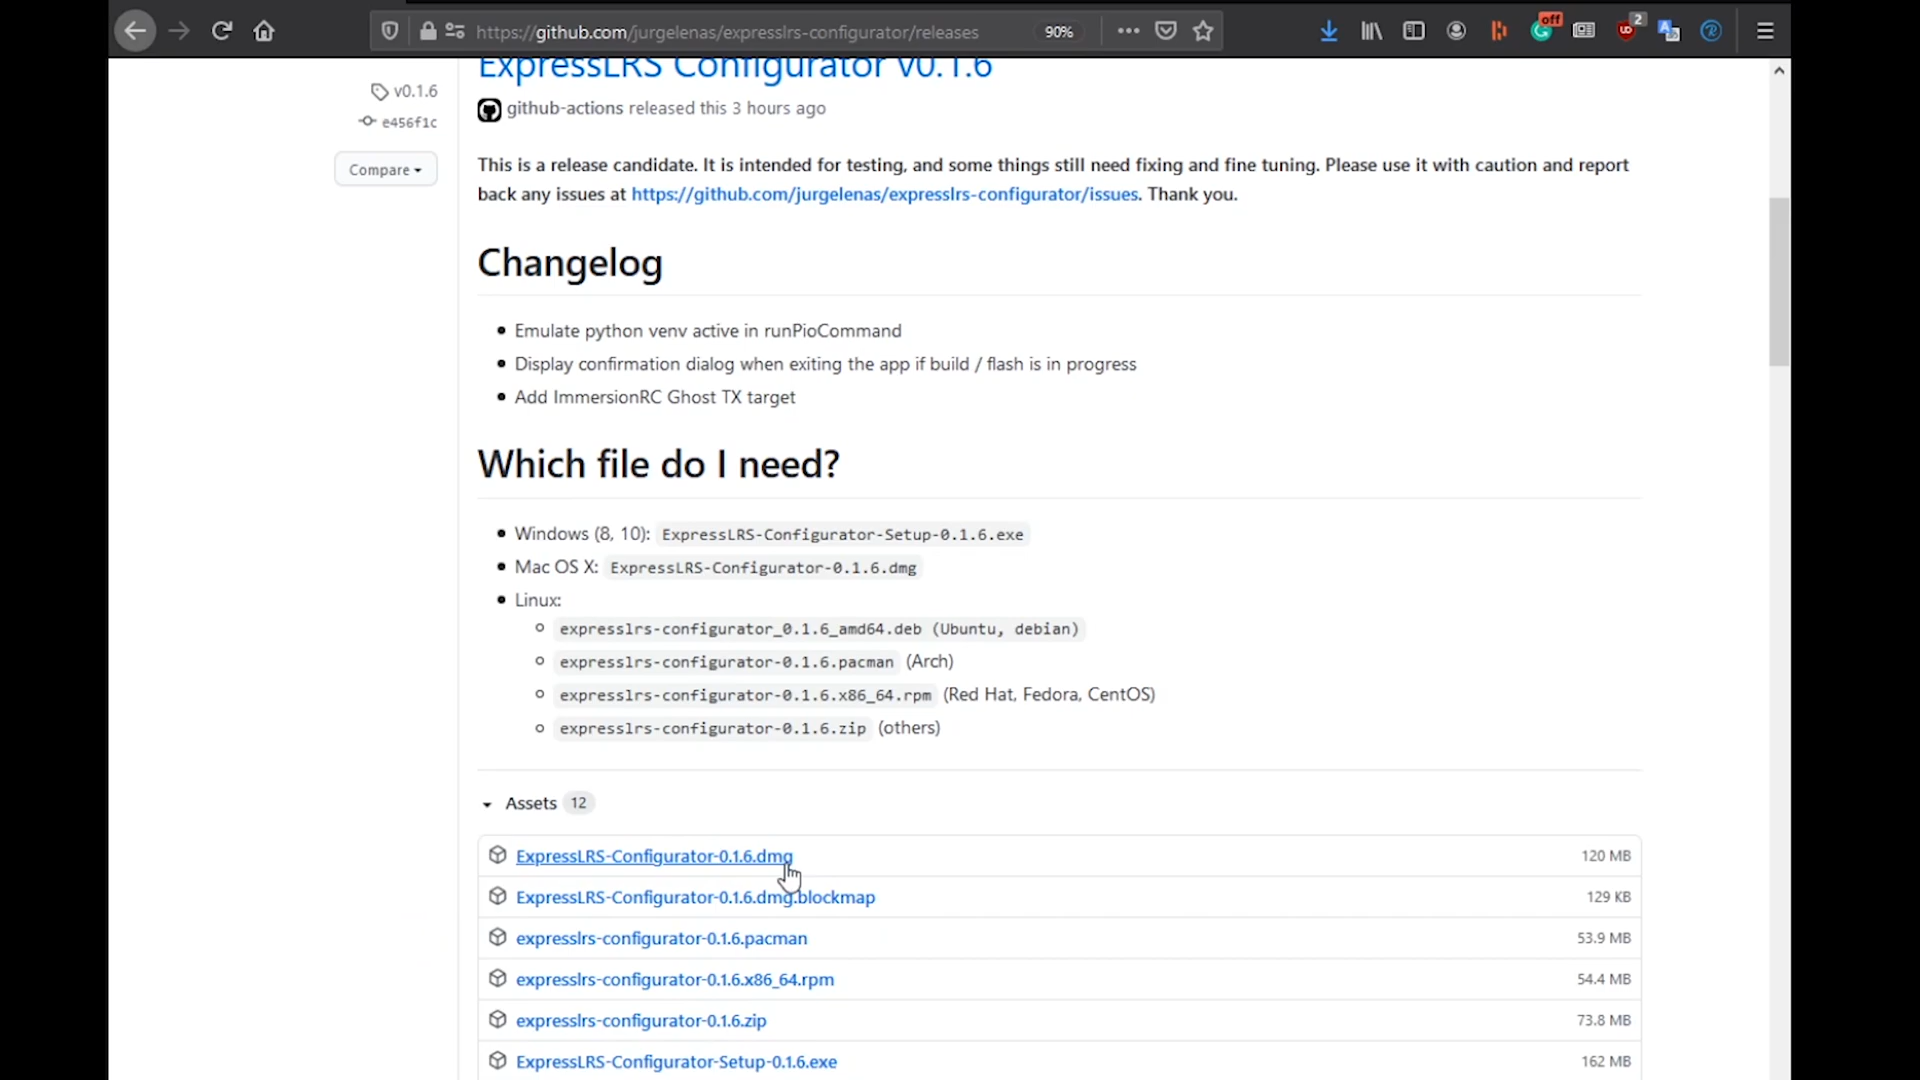 https://github.com/jurgelenas/expresslrs-configurator/releases
90%
off
2
ExpressLRS Configurator v0.1.6
v0.1.6
github-actions released this 3 hours ago
e456f1c
Compare
This is a release candidate. It is intended for testing, and some things still need fixing and fine tuning. Please use it with caution and report
back any issues at https://github.com/jurgelenas/expresslrs-configurator/issues. Thank you.
Changelog
Emulate python venv active in runPioCommand
Display confirmation dialog when exiting the app if build / flash is in progress
Add ImmersionRC Ghost TX target
Which file do I need?
Windows (8, 10): ExpressLRS-Configurator-Setup-0.1.6.exe
Mac OS X: ExpressLRS-Configurator-0.1.6.dmg
Linux:
expresslrs-configurator_0.1.6_amd64.deb (Ubuntu, debian)
expresslrs-configurator-0.1.6.pacman (Arch)
expresslrs-configurator-0.1.6.x86_64.rpm (Red Hat, Fedora, CentOS)
expresslrs-configurator-0.1.6.zip (others)
Assets 12
ExpressLRS-Configurator-0.1.6.dmg 120 MB
ExpressLRS-Configurator-0.1.6.dmg.blockmap 129 KB
expresslrs-configurator-0.1.6.pacman 53.9 MB
expresslrs-configurator-0.1.6.x86_64.rpm 54.4 MB
expresslrs-configurator-0.1.6.zip 73.8 MB
ExpressLRS-Configurator-Setup-0.1.6.exe 162 MB